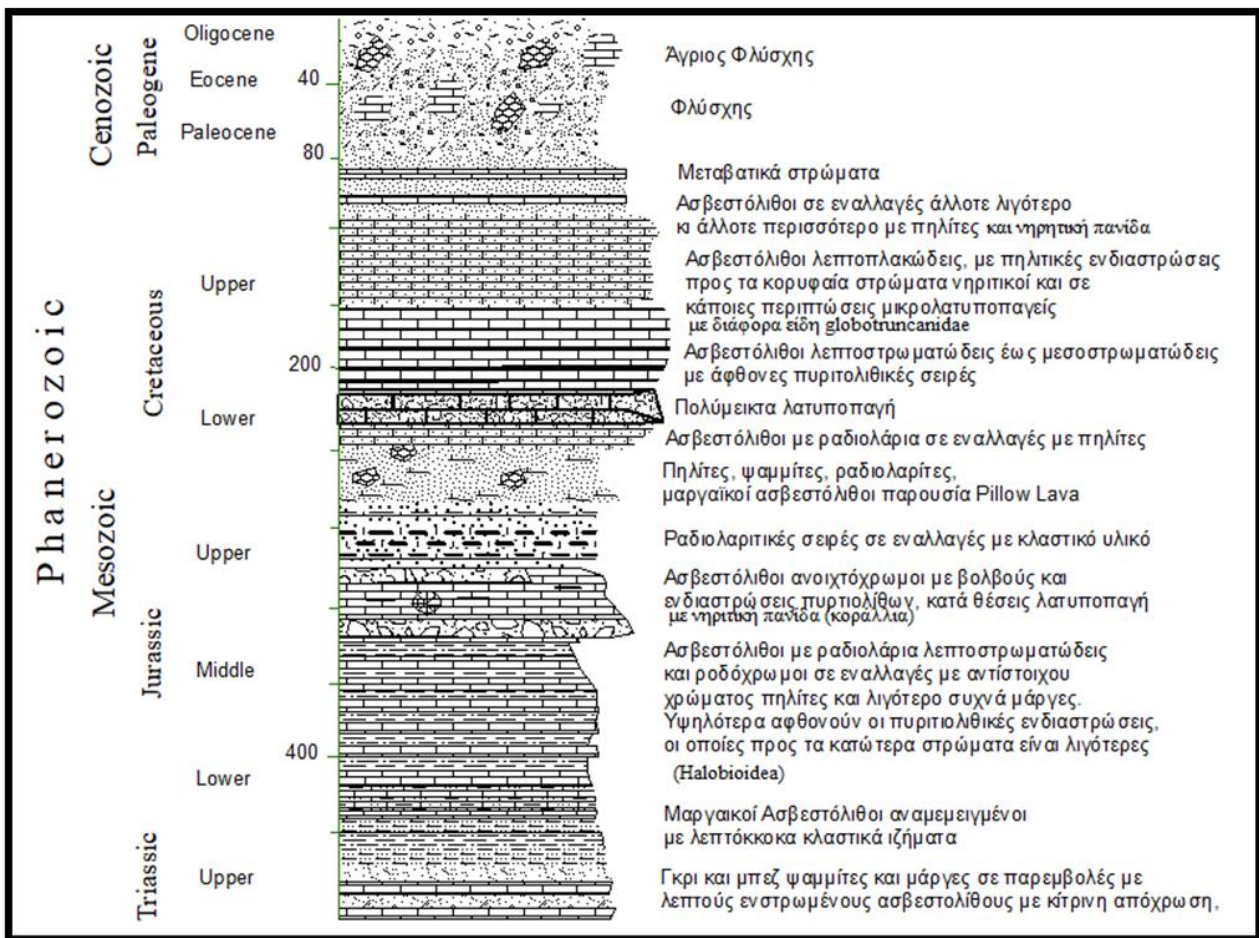 Phanerozoic
Cenozoic
Mesozoic
Paleogene
Cretaceous
Jurassic
Triassic
Oligocene
Eocene
Paleocene
Upper
Lower
Upper
Middle
Lower
Upper
40
80
200
400
Άγριος Φλύσχης
Φλύσχης
Μεταβατικά στρώματα
Ασβεστόλιθοι σε εναλλαγές άλλοτε λιγότερο
κι άλλοτε περισσότερο με πηλίτες και νηρητική πανίδα
Ασβεστόλιθοι λεπτοπλακώδεις, με πηλιτικές ενδιαστρώσεις
προς τα κορυφαία στρώματα νηριτικοί και σε
κάποιες περιπτώσεις μικρολατυποπαγείς
με διάφορα είδη globotruncanidae
Ασβεστόλιθοι λεπτοστρωματώδεις έως μεσοστρωματώδεις
με άφθονες πυριτολιθικές σειρές
Πολύμεικτα λατυποπαγή
Ασβεστόλιθοι με ραδιολάρια σε εναλλαγές με πηλίτες
Πηλίτες, ψαμμίτες, ραδιολαρίτες,
μαργαϊκοί ασβεστόλιθοι παρουσία Pillow Lava
Ραδιολαριτικές σειρές σε εναλλαγές με κλαστικό υλικό
Ασβεστόλιθοι ανοιχτόχρωμοι με βολβούς και
ενδιαστρώσεις πυρτιολίθων, κατά θέσεις λατυποπαγή
με νηριτική πανίδα (κοράλλια)
Ασβεστόλιθοι με ραδιολάρια λεπτοστρωματώδεις
και ροδόχρωμοι σε εναλλαγές με αντίστοιχου
χρώματος πηλίτες και λιγότερο συχνά μάργες.
Υψηλότερα αφθονούν οι πυριτιολιθικές ενδιαστρώσεις,
οι οποίες προς τα κατώτερα στρώματα είναι λιγότερες
(Halobioidea)
Μαργαικοί Ασβεστόλιθοι αναμεμειγμένοι
με λεπτόκκοκα κλαστικά ιζήματα
Γκρι και μπεζ ψαμμίτες και μάργες σε παρεμβολές με
λεπτούς ενστρωμένους ασβεστολίθους με κίτρινη απόχρωση,